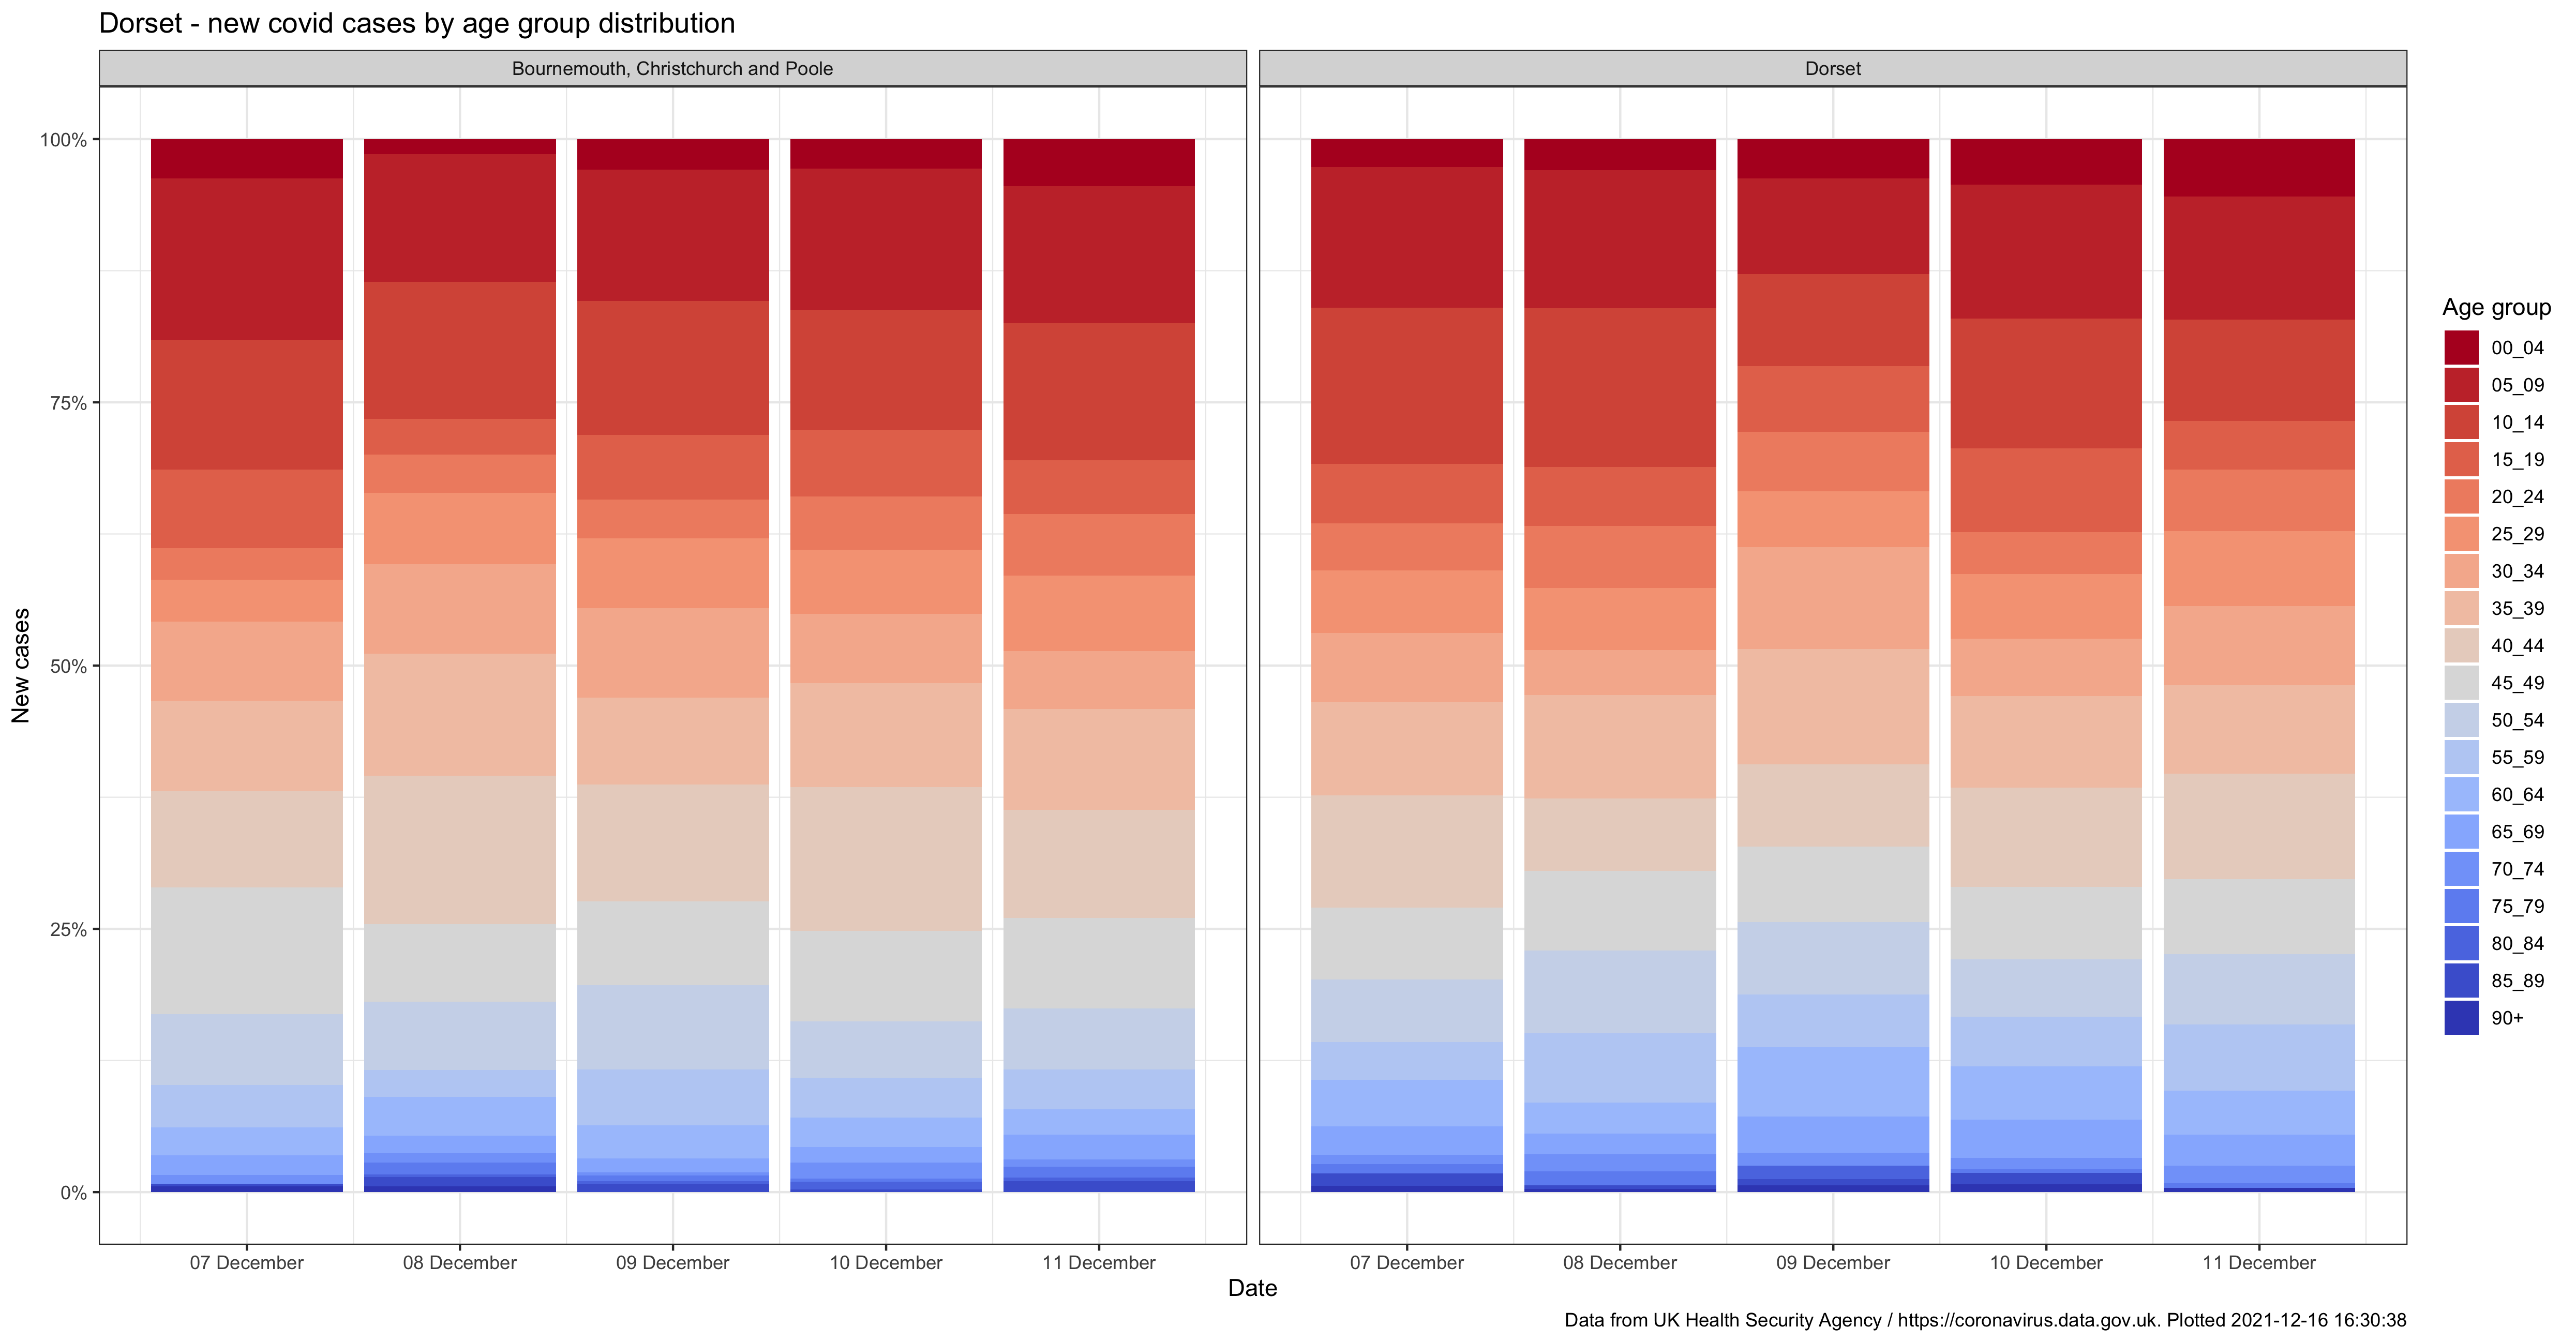 Dorset - new covid cases by age group distribution
Bournemouth, Christchurch and Poole
Dorset
New cases
100%
75%
50%
25%
0%
07 December
08 December
09 December
10 December
11 December
07 December
08 December
09 December
10 December
11 December
Date
Age group
00_04
05_09
10_14
15_19
20_24
25_29
30_34
35_39
40_44
45_49
50_54
55_59
60_64
65_69
70_74
75_79
80_84
85_89
90+
Data from UK Health Security Agency / https://coronavirus.data.gov.uk. Plotted 2021-12-16 16:30:38